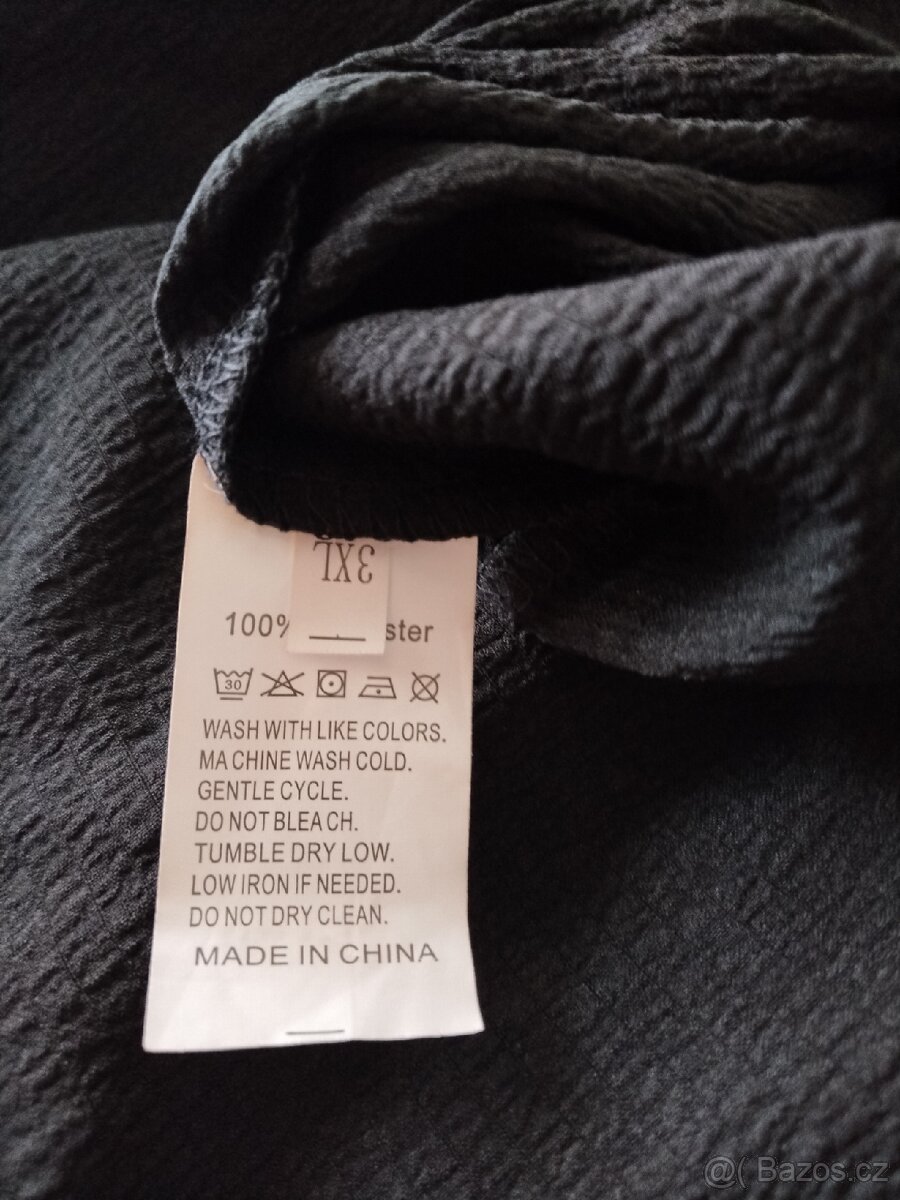 3XL
100% ster
30
WASH WITH LIKE COLORS.
MA CHINE WASH COLD.
GENTLE CYCLE.
DO NOT BLEA CH.
TUMBLE DRY LOW.
LOW IRON IF NEEDED.
DO NOT DRY CLEAN.
MADE IN CHINA
@( Bazos.cz